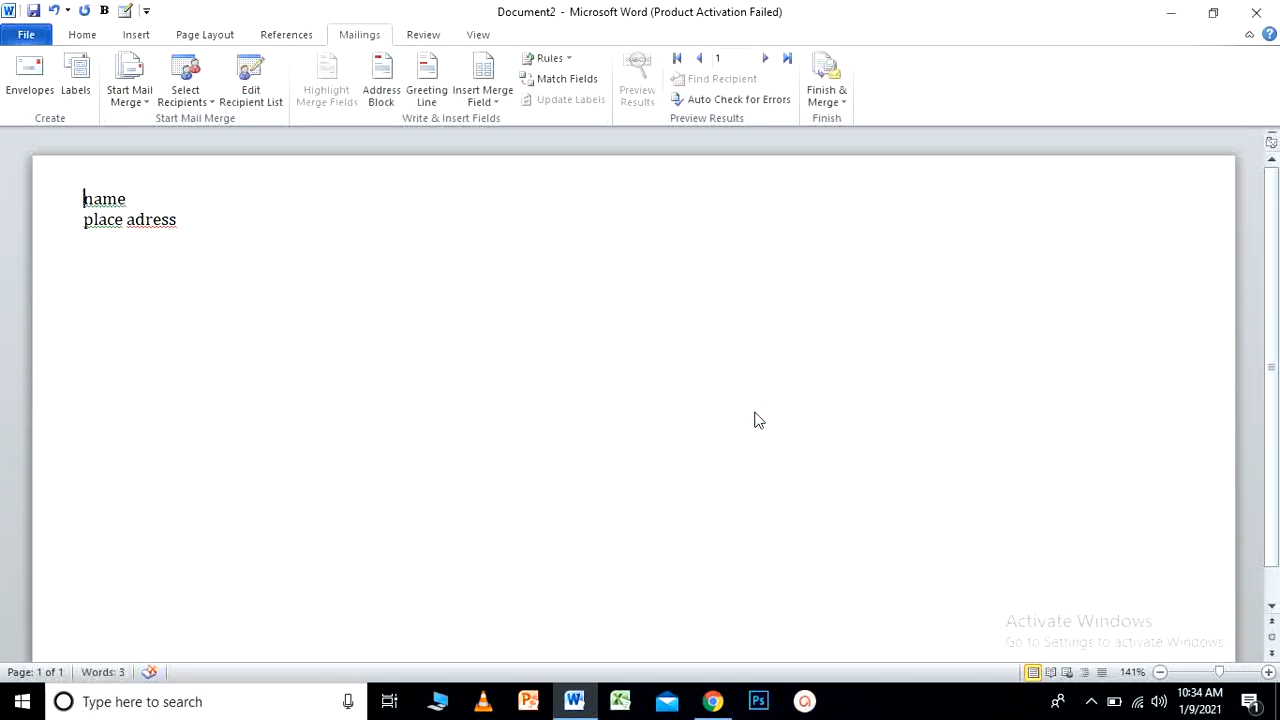 Document2 - Microsoft Word (Product Activation Failed)
File Home Insert Page Layout References Mailings Review View
Envelopes
Labels
Create
Start Mail
Merge
Select
Recipients
Edit
Recipient List
Start Mail Merge
Highlight
Merge Fields
Address
Block
Greeting
Line
Insert Merge
Field
Rules
Match Fields
Update Labels
Write & Insert Fields
Preview
Results
1
Find Recipient
Auto Check for Errors
Preview Results
Finish &
Merge
Finish
name
place adress
Activate Windows
Go to Settings to activate Windows
Page: 1 of 1 Words: 3 141%
Type here to search
10:34 AM
1/9/2021